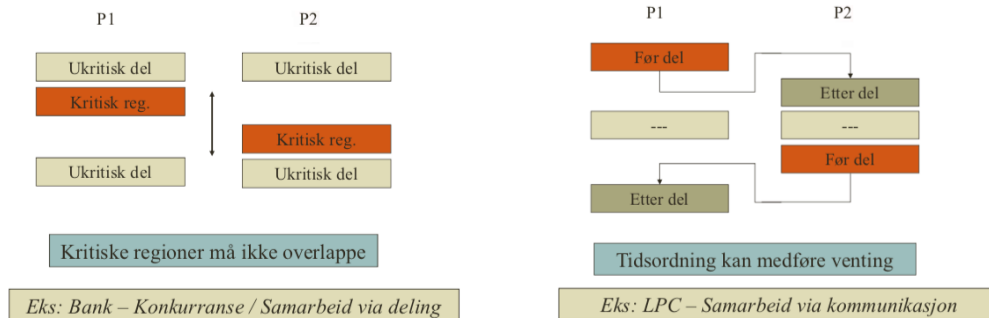 P1
P2
Ukritisk del
Ukritisk del
Kritisk reg.
Kritisk reg.
Ukritisk del
Ukritisk del
Kritiske regioner må ikke overlappe
Eks: Bank – Konkurranse / Samarbeid via deling
P1
P2
Før del
Etter del
---
---
Før del
Etter del
Tidsordning kan medføre venting
Eks: LPC – Samarbeid via kommunikasjon